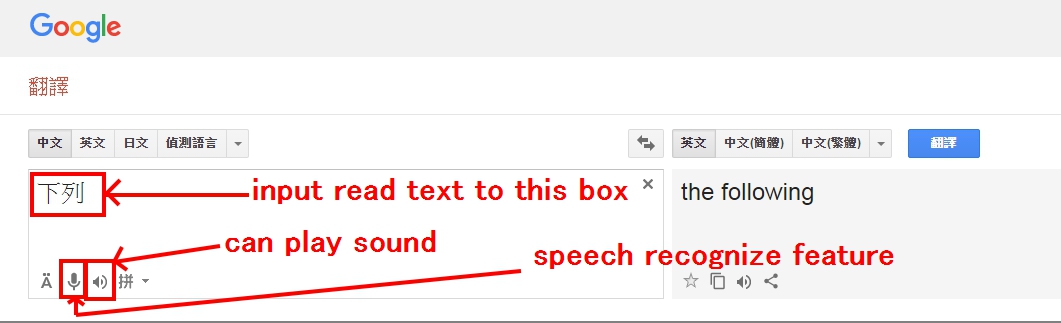 Google
翻譯
中文 英文 日文 偵測語言 英文 中文(簡體) 中文(繁體) 翻譯
下列 input read text to this box the following
can play sound
speech recognize feature
Ä 拼